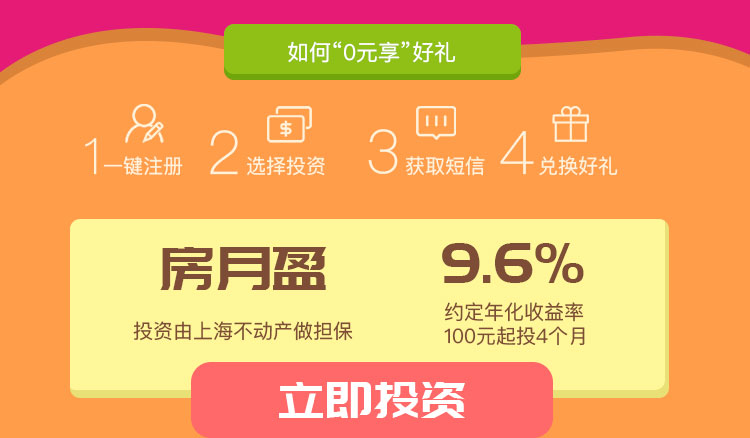 如何“0元享”好礼
1一键注册 2选择投资 3获取短信 4兑换好礼
房月盈
投资由上海不动产做担保
9.6%
约定年化收益率
100元起投4个月
立即投资